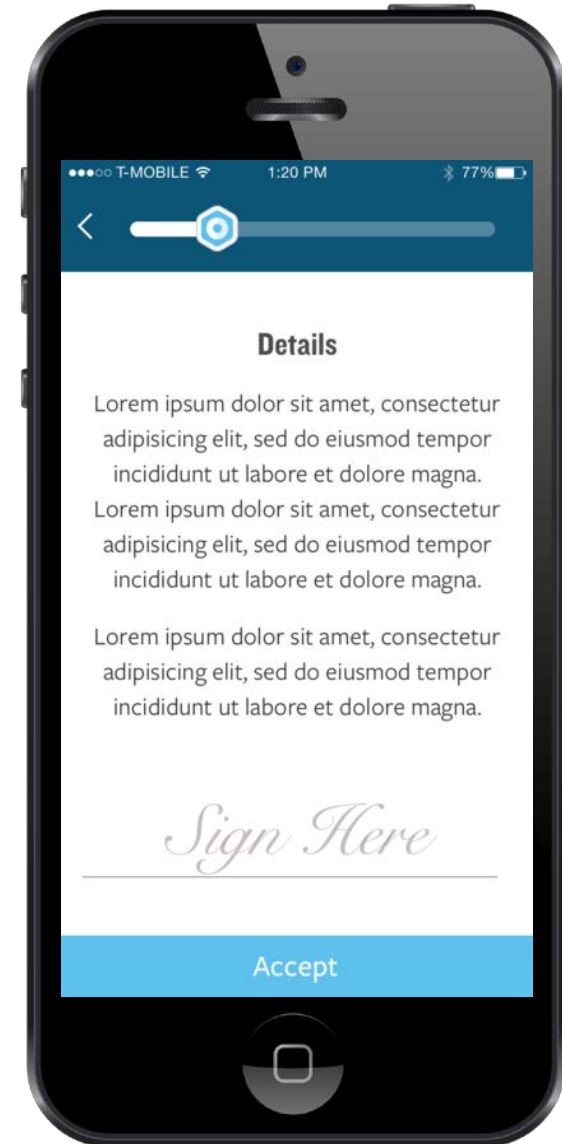 T-MOBILE 1:20 PM 77%
Details
Lorem ipsum dolor sit amet, consectetur
adipisicing elit, sed do eiusmod tempor
incididunt ut labore et dolore magna.
Lorem ipsum dolor sit amet, consectetur
adipisicing elit, sed do eiusmod tempor
incididunt ut labore et dolore magna.
Lorem ipsum dolor sit amet, consectetur
adipisicing elit, sed do eiusmod tempor
incididunt ut labore et dolore magna.
Sign Here
Accept